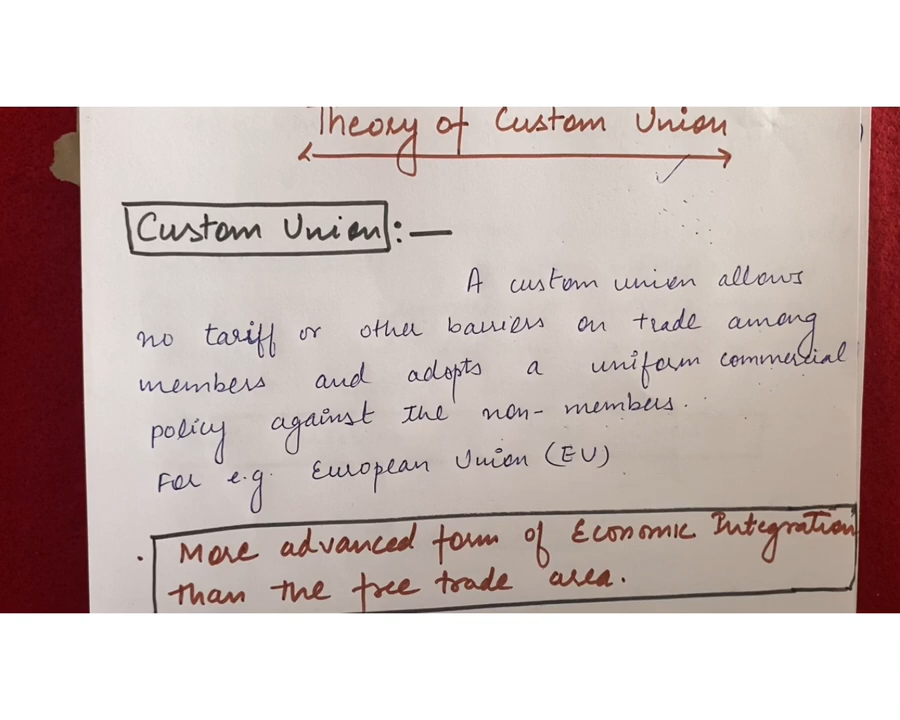 Theory of Custom Union
Custom Union :—
A custom union allows
no tariff or other barriers on trade among
members and adopts a uniform commercial
policy against the non-members.
For e.g. European Union (EU)
. More advanced form of Economic Integration
than the free trade area.